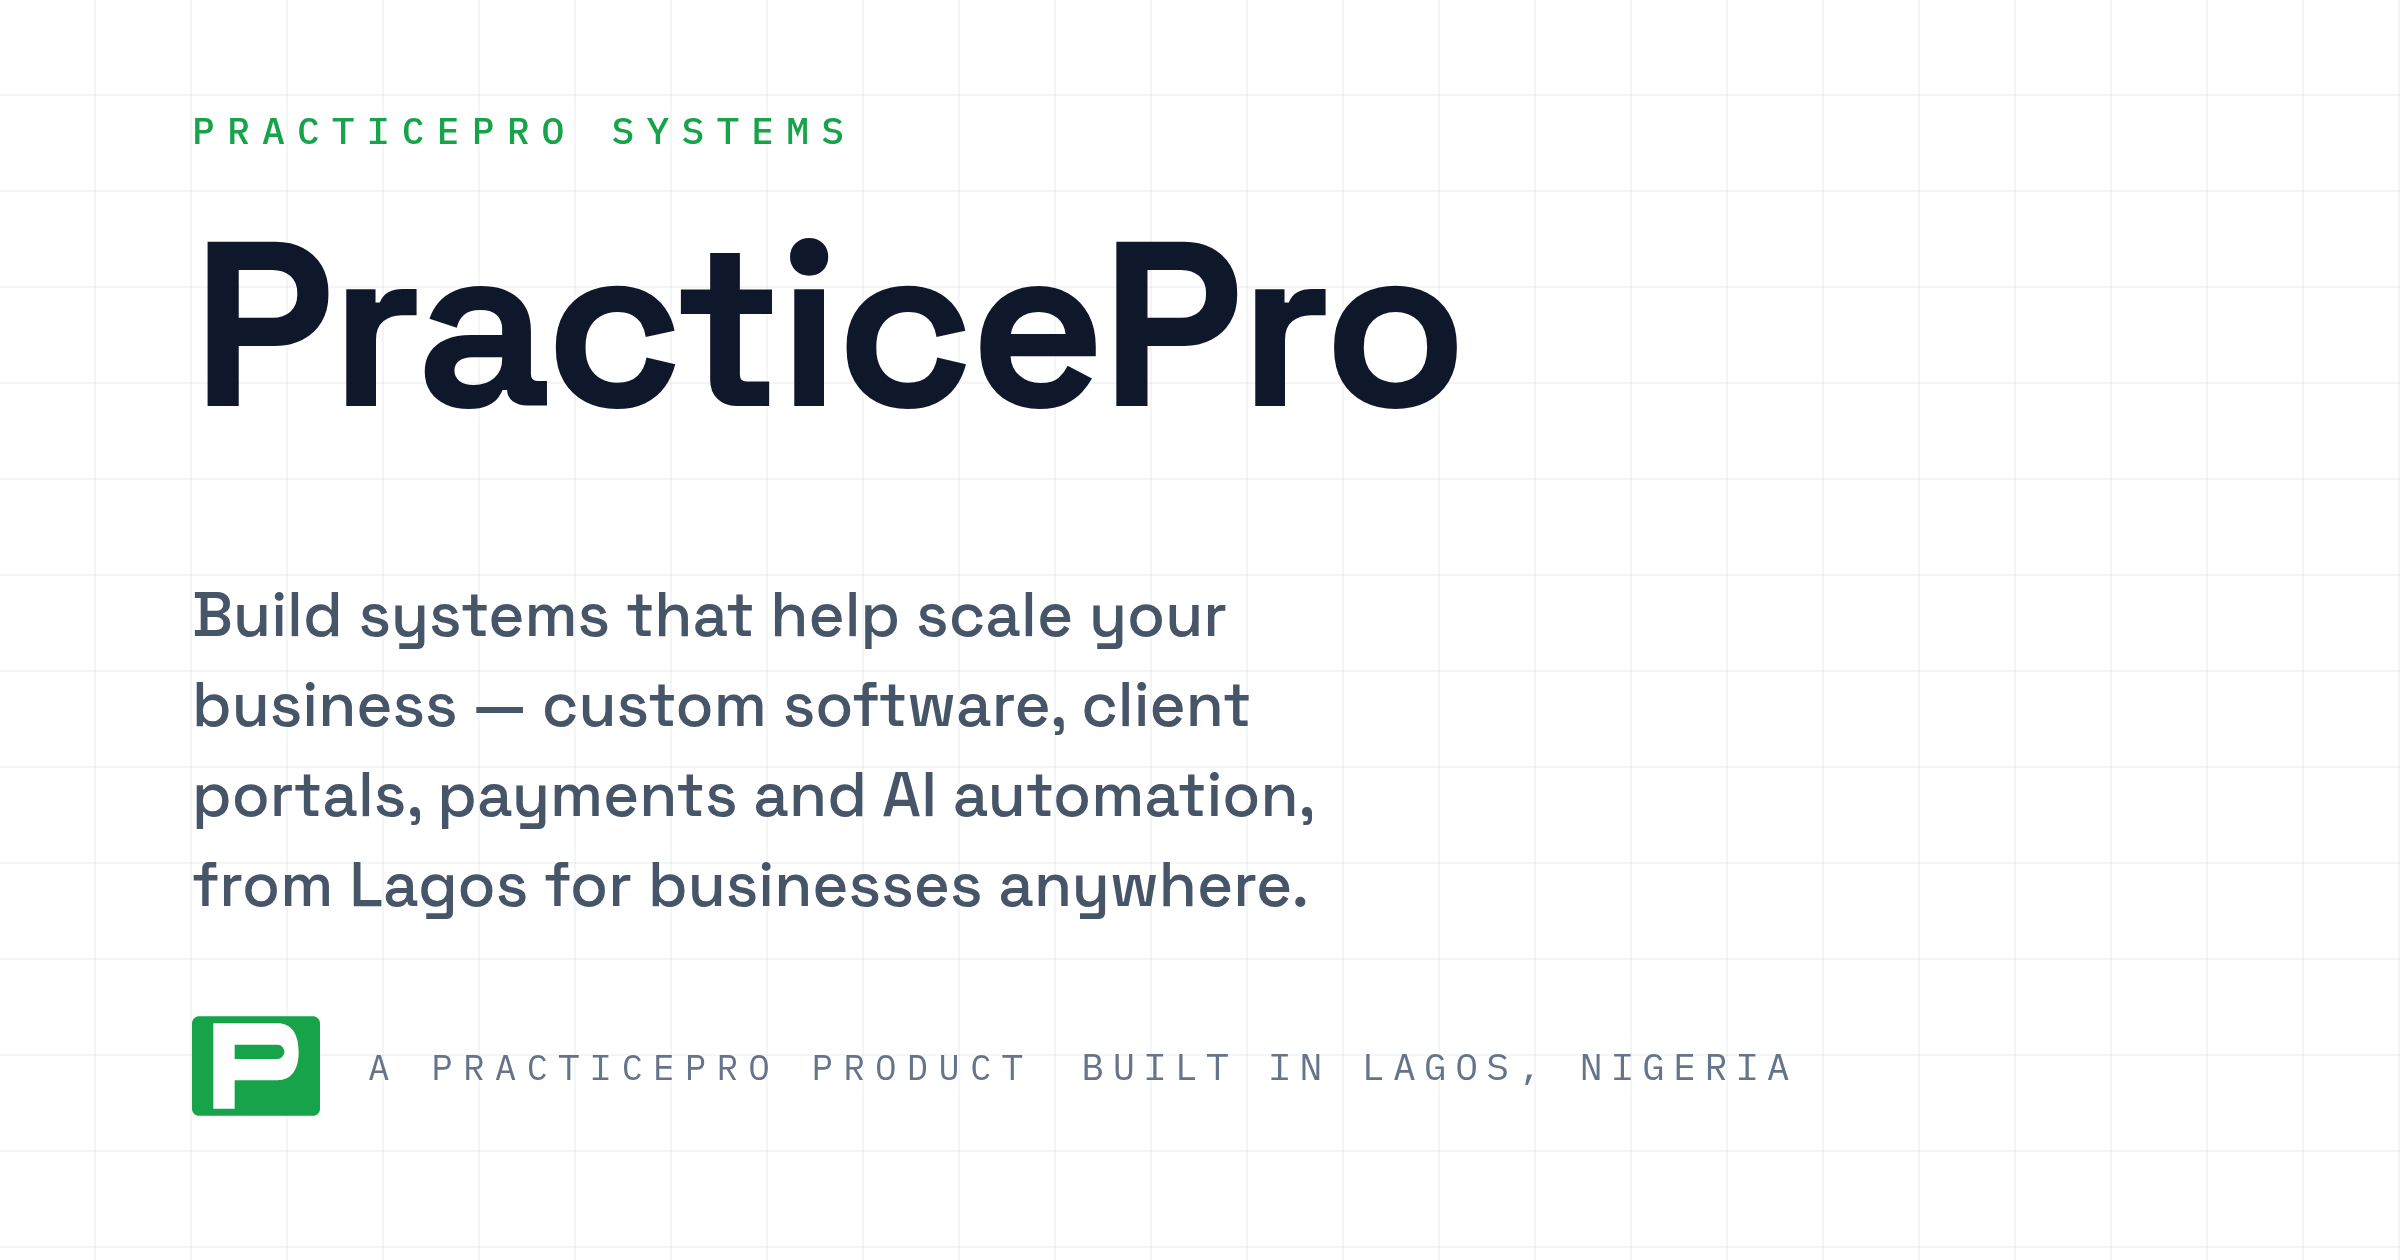 PRACTICEPRO SYSTEMS
PracticePro
Build systems that help scale your
business — custom software, client
portals, payments and AI automation,
from Lagos for businesses anywhere.
P
A PRACTICEPRO PRODUCT BUILT IN LAGOS, NIGERIA